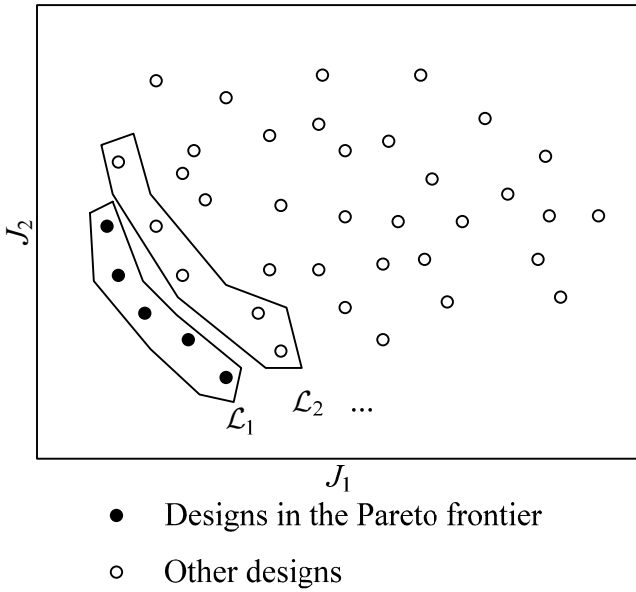 J₂
ℒ₁
ℒ₂ ...
J₁
Designs in the Pareto frontier
Other designs